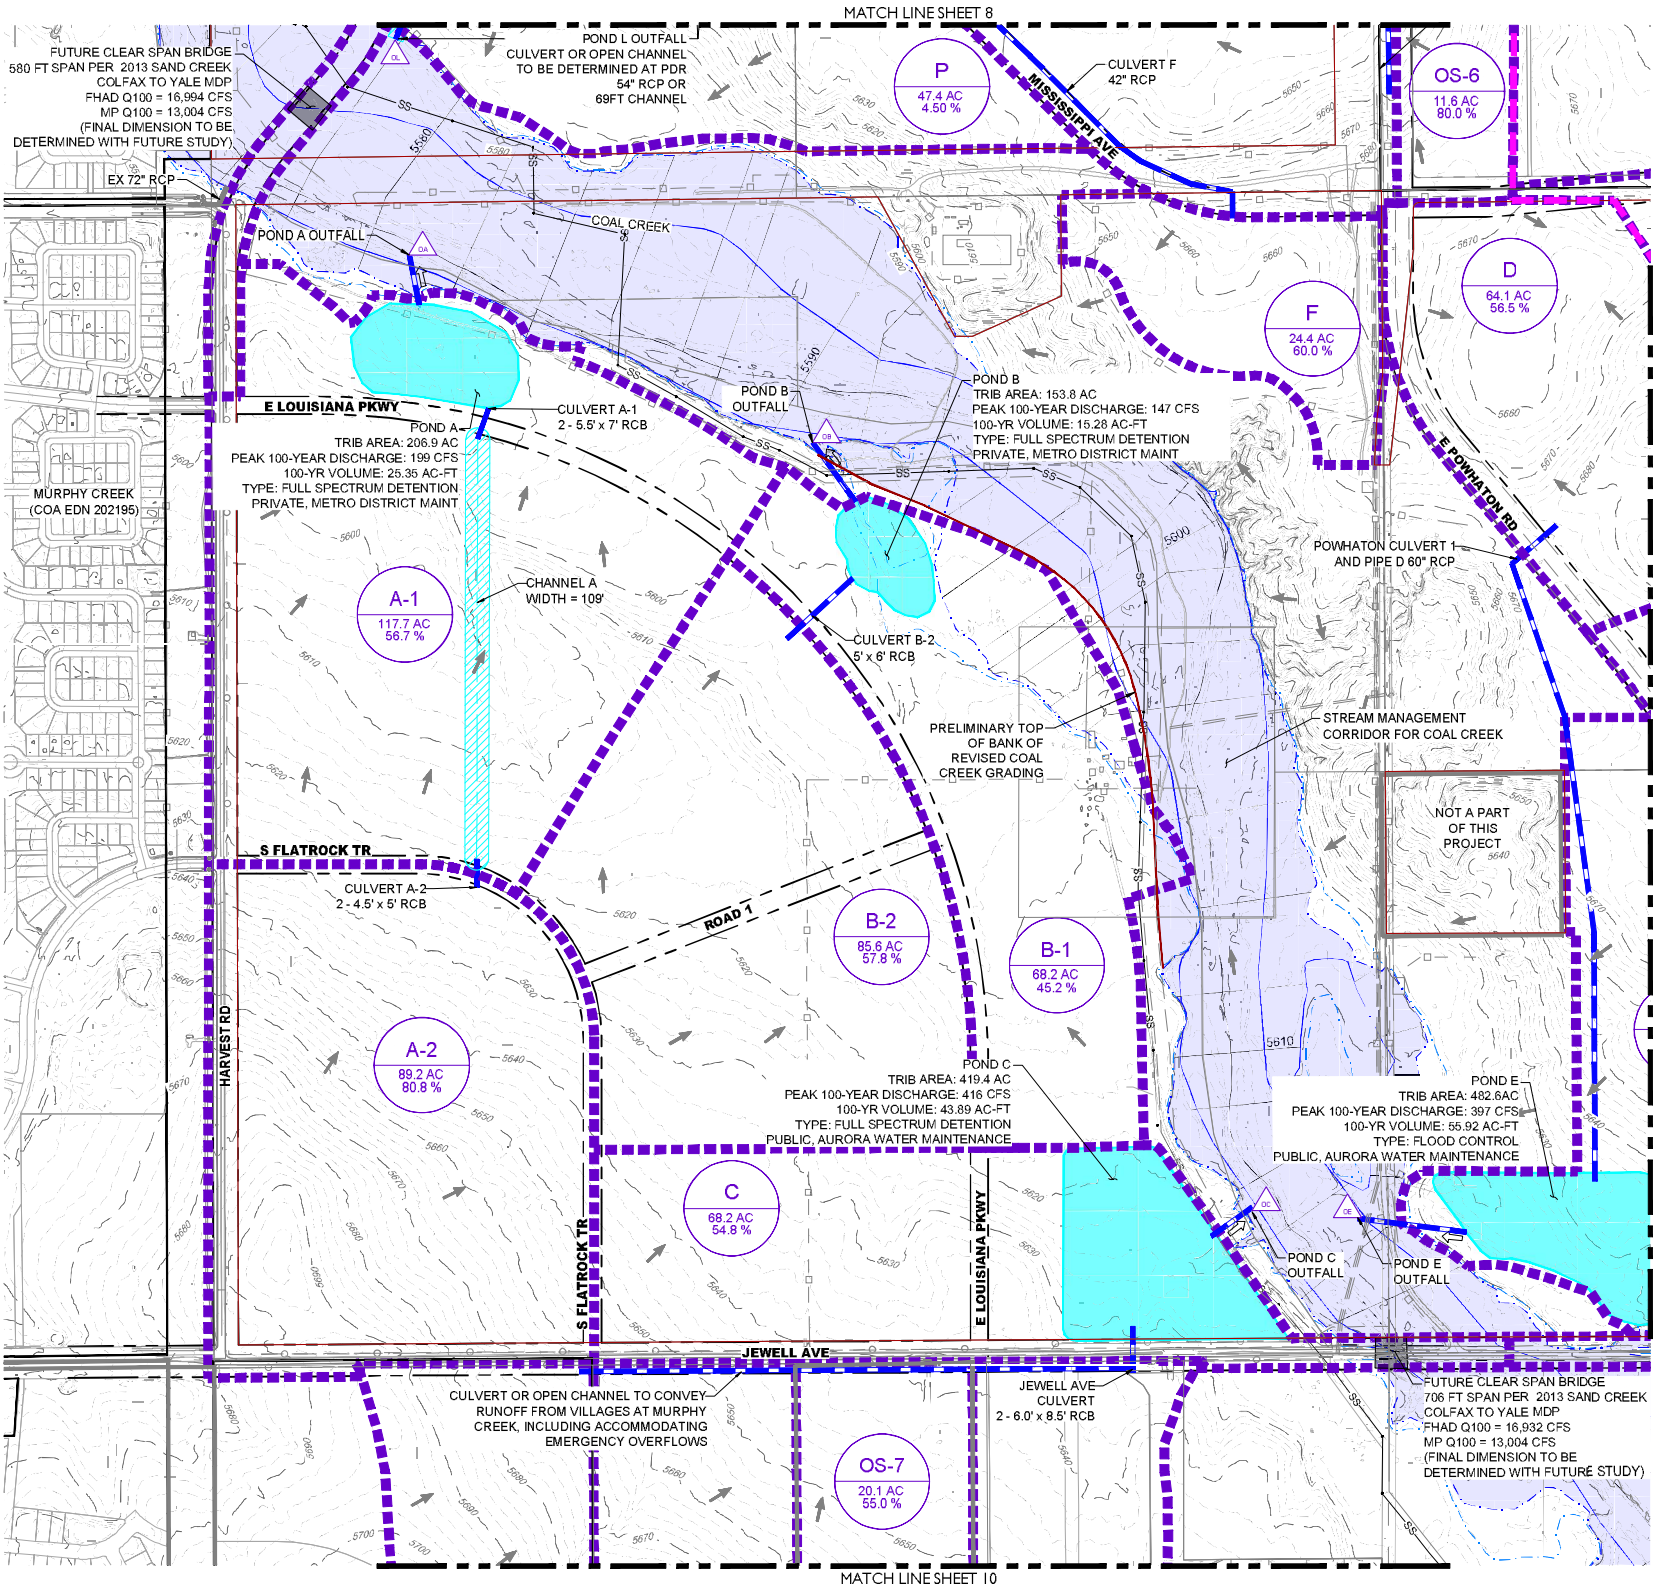 MATCH LINE SHEET 8
FUTURE CLEAR SPAN BRIDGE
580 FT SPAN PER 2013 SAND CREEK
COLFAX TO YALE MDP
FHAD Q100 = 16,994 CFS
MP Q100 = 13,004 CFS
(FINAL DIMENSION TO BE
DETERMINED WITH FUTURE STUDY)
EX 72" RCP
OL
POND L OUTFALL
CULVERT OR OPEN CHANNEL
TO BE DETERMINED AT PDR
54" RCP OR
69FT CHANNEL
P
47.4 AC
4.50 %
CULVERT F
42" RCP
MISSISSIPPI AVE
OS-6
11.6 AC
80.0 %
5580
COAL CREEK
POND A OUTFALL
OA
D
64.1 AC
56.5 %
F
24.4 AC
60.0 %
E LOUISIANA PKWY
CULVERT A-1
2 - 5.5' x 7' RCB
5590
POND B
OUTFALL
OB
POND B
TRIB AREA: 153.8 AC
PEAK 100-YEAR DISCHARGE: 147 CFS
100-YR VOLUME: 15.28 AC-FT
TYPE: FULL SPECTRUM DETENTION
PRIVATE, METRO DISTRICT MAINT
POND A
TRIB AREA: 206.9 AC
PEAK 100-YEAR DISCHARGE: 199 CFS
100-YR VOLUME: 25.35 AC-FT
TYPE: FULL SPECTRUM DETENTION
PRIVATE, METRO DISTRICT MAINT
MURPHY CREEK
(COA EDN 202195)
E POWHATON RD
5600
POWHATON CULVERT 1
AND PIPE D 60" RCP
CHANNEL A
WIDTH = 109'
A-1
117.7 AC
56.7 %
CULVERT B-2
5' x 6' RCB
PRELIMINARY TOP
OF BANK OF
REVISED COAL
CREEK GRADING
STREAM MANAGEMENT
CORRIDOR FOR COAL CREEK
NOT A PART
OF THIS
PROJECT
S FLATROCK TR
CULVERT A-2
2 - 4.5' x 5' RCB
ROAD 1
B-2
85.6 AC
57.8 %
B-1
68.2 AC
45.2 %
HARVEST RD
A-2
89.2 AC
80.8 %
5610
POND C
TRIB AREA: 419.4 AC
PEAK 100-YEAR DISCHARGE: 416 CFS
100-YR VOLUME: 43.89 AC-FT
TYPE: FULL SPECTRUM DETENTION
PUBLIC, AURORA WATER MAINTENANCE
POND E
TRIB AREA: 482.6AC
PEAK 100-YEAR DISCHARGE: 397 CFS
100-YR VOLUME: 55.92 AC-FT
TYPE: FLOOD CONTROL
PUBLIC, AURORA WATER MAINTENANCE
C
68.2 AC
54.8 %
S FLATROCK TR
E LOUISIANA PKWY
OC
OE
POND C
OUTFALL
POND E
OUTFALL
JEWELL AVE
CULVERT OR OPEN CHANNEL TO CONVEY
RUNOFF FROM VILLAGES AT MURPHY
CREEK, INCLUDING ACCOMMODATING
EMERGENCY OVERFLOWS
JEWELL AVE
CULVERT
2 - 6.0' x 8.5' RCB
FUTURE CLEAR SPAN BRIDGE
706 FT SPAN PER 2013 SAND CREEK
COLFAX TO YALE MDP
FHAD Q100 = 16,932 CFS
MP Q100 = 13,004 CFS
(FINAL DIMENSION TO BE
DETERMINED WITH FUTURE STUDY)
OS-7
20.1 AC
55.0 %
MATCH LINE SHEET 10